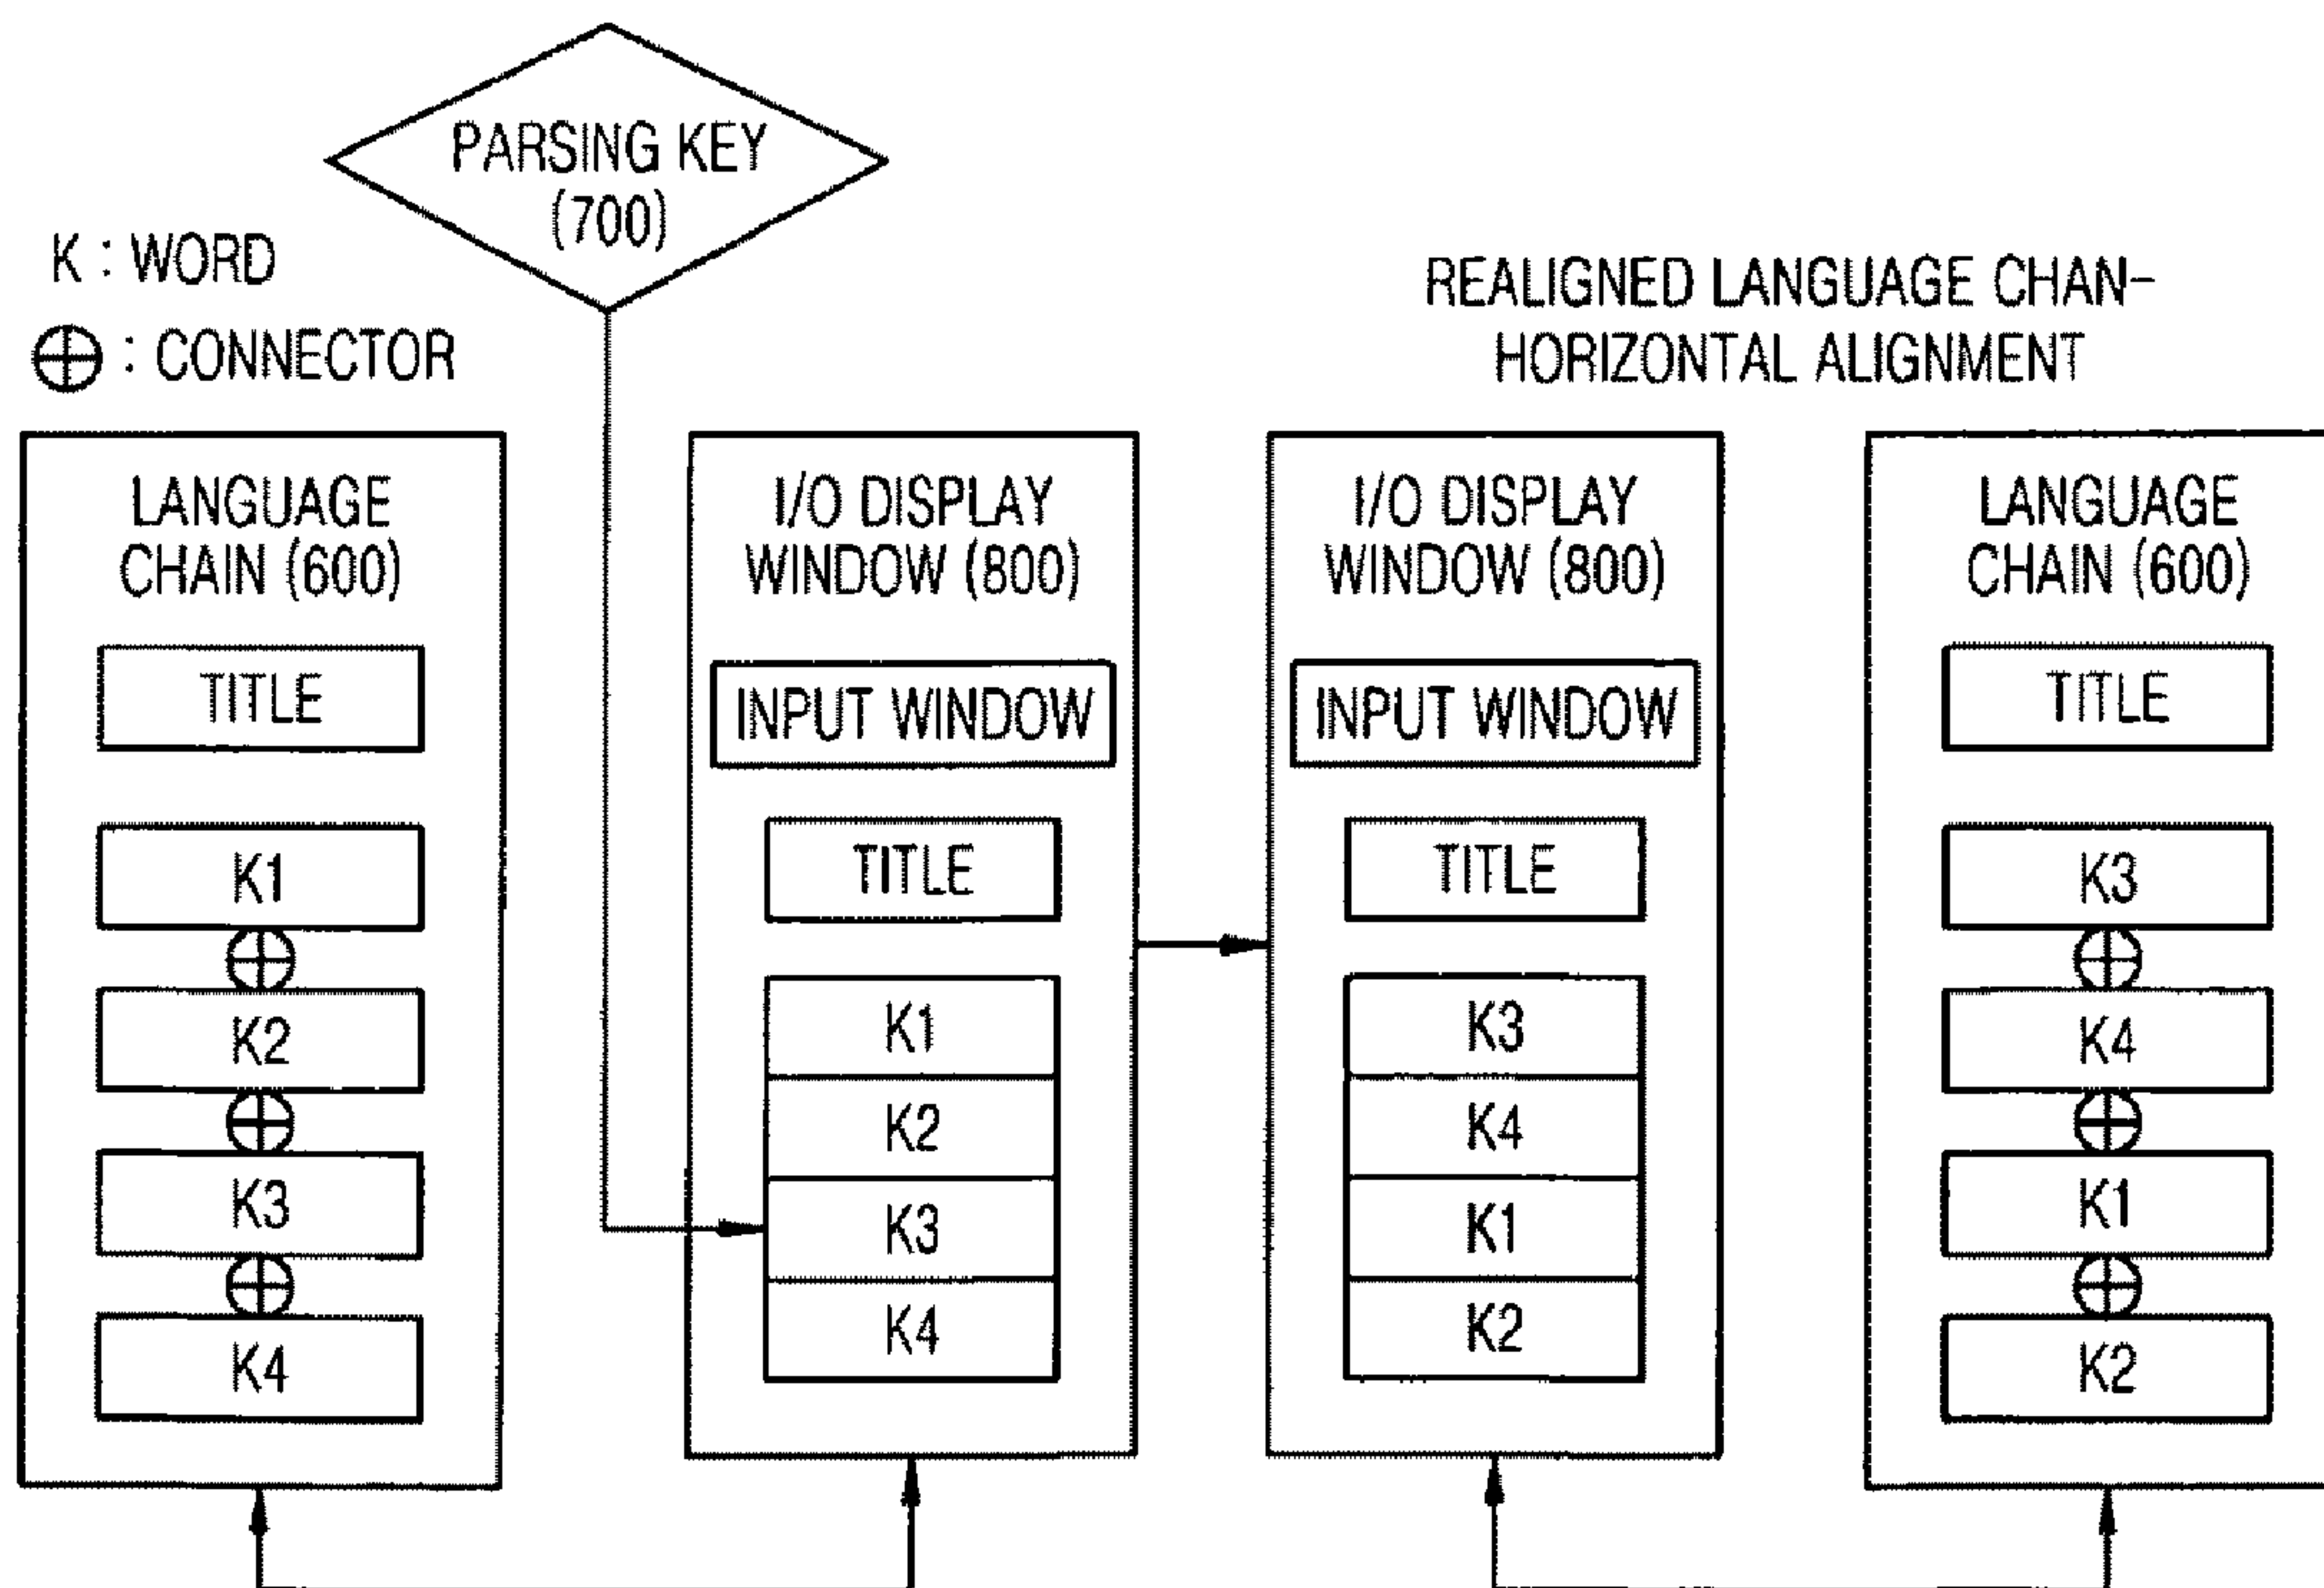 PARSING KEY
(700)
K : WORD
⊕ : CONNECTOR
REALIGNED LANGUAGE CHAN-
HORIZONTAL ALIGNMENT
LANGUAGE
CHAIN (600)
TITLE
K1
K2
K3
K4
I/O DISPLAY
WINDOW (800)
INPUT WINDOW
TITLE
K1
K2
K3
K4
I/O DISPLAY
WINDOW (800)
INPUT WINDOW
TITLE
K3
K4
K1
K2
LANGUAGE
CHAIN (600)
TITLE
K3
K4
K1
K2